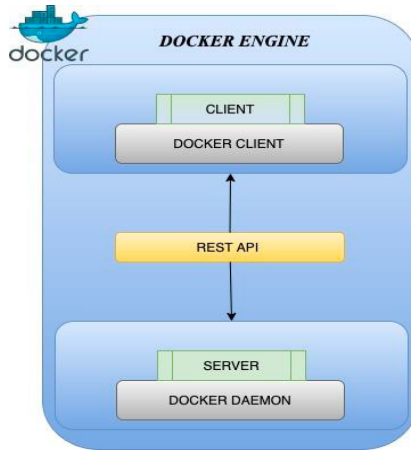 docker
DOCKER ENGINE
CLIENT
DOCKER CLIENT
REST API
SERVER
DOCKER DAEMON